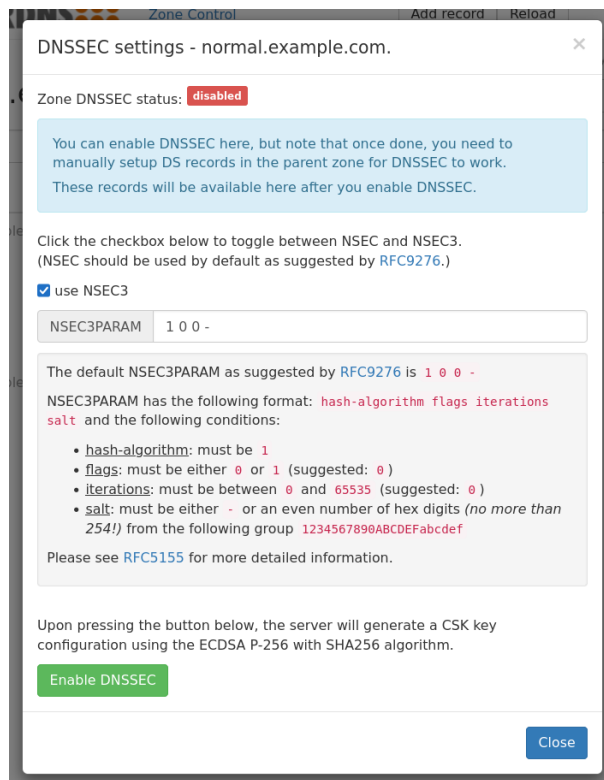 Zone Control Add record Reload
DNSSEC settings - normal.example.com. ×
Zone DNSSEC status: disabled
You can enable DNSSEC here, but note that once done, you need to
manually setup DS records in the parent zone for DNSSEC to work.
These records will be available here after you enable DNSSEC.
Click the checkbox below to toggle between NSEC and NSEC3.
(NSEC should be used by default as suggested by RFC9276.)
use NSEC3
NSEC3PARAM 1 0 0 -
The default NSEC3PARAM as suggested by RFC9276 is 1 0 0 -
NSEC3PARAM has the following format: hash-algorithm flags iterations
salt and the following conditions:
• hash-algorithm: must be 1
• flags: must be either 0 or 1 (suggested: 0)
• iterations: must be between 0 and 65535 (suggested: 0)
• salt: must be either - or an even number of hex digits (no more than
254!) from the following group 1234567890ABCDEFabcdef
Please see RFC5155 for more detailed information.
Upon pressing the button below, the server will generate a CSK key
configuration using the ECDSA P-256 with SHA256 algorithm.
Enable DNSSEC
Close